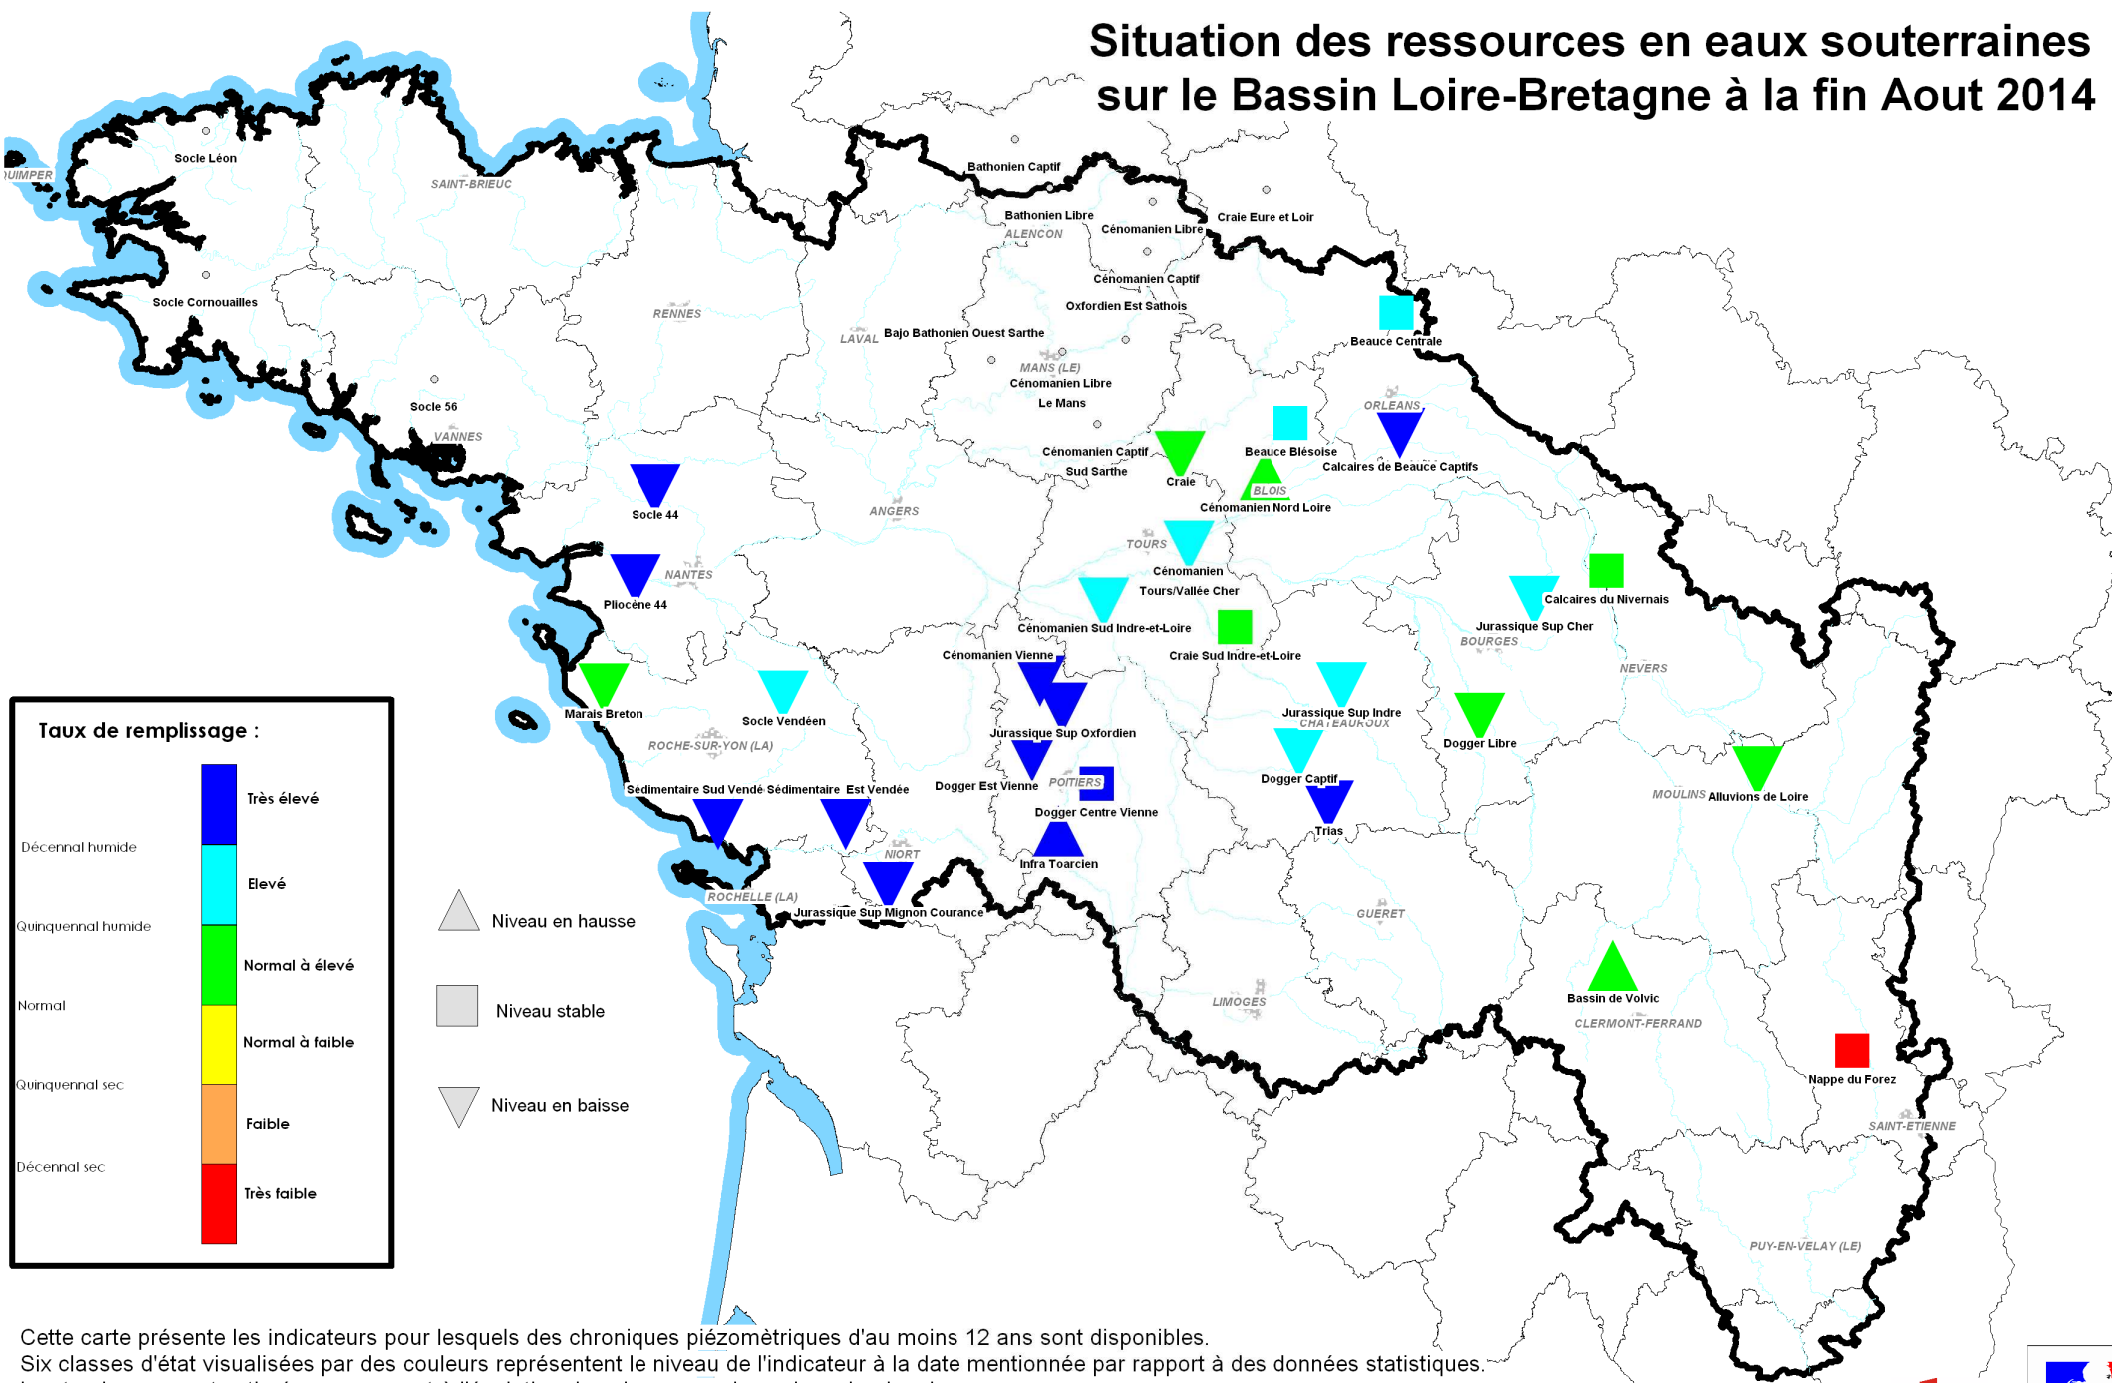 Situation des ressources en eaux souterraines
sur le Bassin Loire-Bretagne à la fin Aout 2014
Socle Léon
QUIMPER
SAINT-BRIEUC
Bathonien Captif
Bathonien Libre
ALENCON
Cénomanien Libre
Craie Eure et Loir
Cénomanien Captif
Socle Cornouailles
RENNES
Oxfordien Est Sathois
LAVAL
Bajo Bathonien Ouest Sarthe
Beauce Centrale
MANS (LE)
Cénomanien Libre
Le Mans
Socle 56
VANNES
ORLEANS
Cénomanien Captif
Sud Sarthe
Beauce Blésoise
Calcaires de Beauce Captifs
Craie
BLOIS
Cénomanien Nord Loire
Socle 44
ANGERS
TOURS
Cénomanien
Tours/Vallée Cher
NANTES
Pliocène 44
Calcaires du Nivernais
Jurassique Sup Cher
Cénomanien Sud Indre-et-Loire
BOURGES
Cénomanien Vienne
Craie Sud Indre-et-Loire
NEVERS
Marais Breton
Socle Vendéen
Jurassique Sup Indre
CHATEAUROUX
Jurassique Sup Oxfordien
Dogger Libre
ROCHE-SUR-YON (LA)
Dogger Est Vienne
POITIERS
Dogger Captif
Sédimentaire Sud Vendé
Sédimentaire Est Vendée
MOULINS
Alluvions de Loire
Dogger Centre Vienne
Trias
NIORT
Infra Toarcien
ROCHELLE (LA)
Jurassique Sup Mignon Courance
GUERET
LIMOGES
Bassin de Volvic
CLERMONT-FERRAND
Nappe du Forez
SAINT-ETIENNE
PUY-EN-VELAY (LE)
Taux de remplissage :
Très élevé
Décennal humide
Elevé
Quinquennal humide
Normal à élevé
Normal
Normal à faible
Quinquennal sec
Faible
Décennal sec
Très faible
Niveau en hausse
Niveau stable
Niveau en baisse
Cette carte présente les indicateurs pour lesquels des chroniques piézomètriques d'au moins 12 ans sont disponibles.
Six classes d'état visualisées par des couleurs représentent le niveau de l'indicateur à la date mentionnée par rapport à des données statistiques.